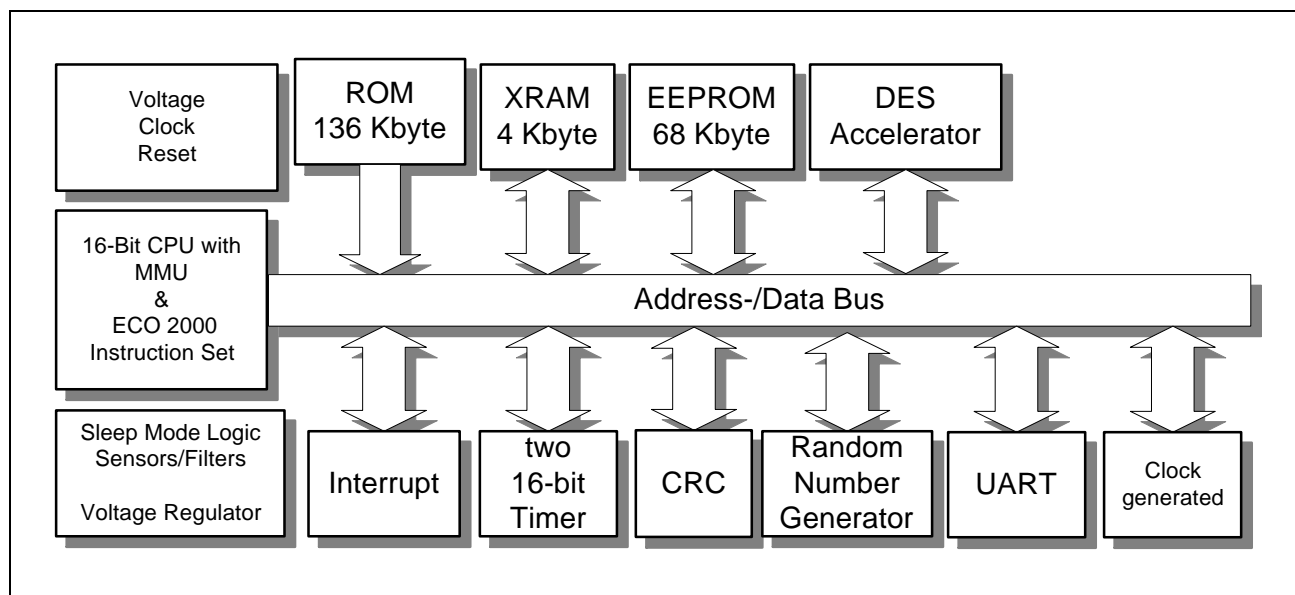 Voltage
Clock
Reset
ROM
136 Kbyte
XRAM
4 Kbyte
EEPROM
68 Kbyte
DES
Accelerator
16-Bit CPU with
MMU
&
ECO 2000
Instruction Set
Address-/Data Bus
Sleep Mode Logic
Sensors/Filters
Voltage Regulator
Interrupt
two
16-bit
Timer
CRC
Random
Number
Generator
UART
Clock
generated